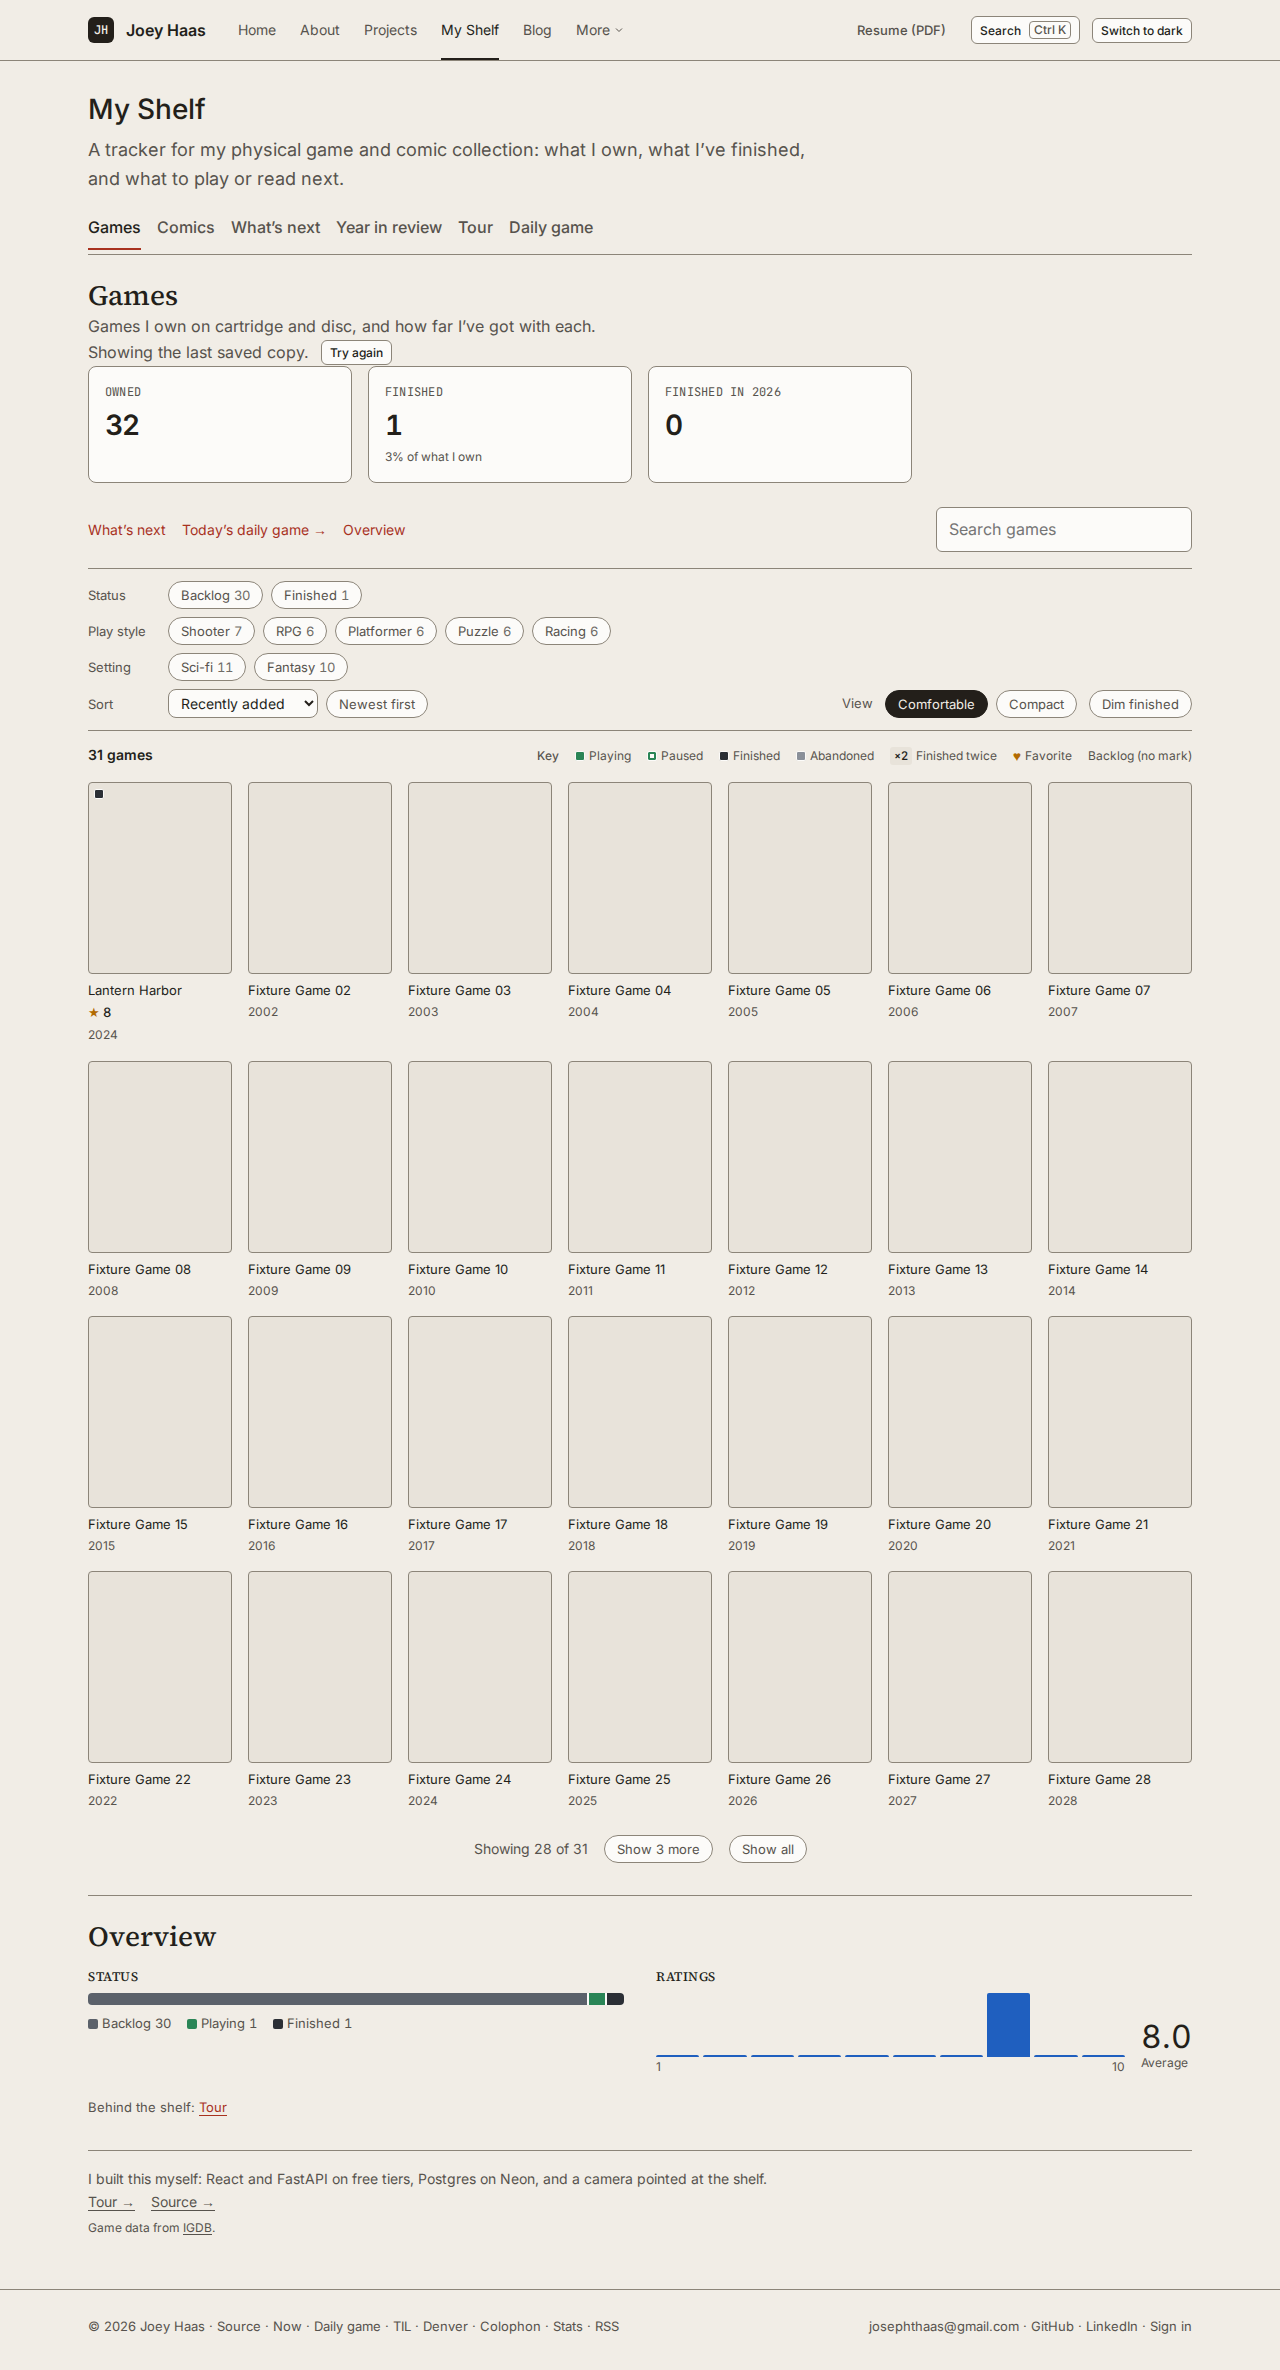 JH Joey Haas Home About Projects My Shelf Blog More Resume (PDF) Search Ctrl K Switch to dark
My Shelf
A tracker for my physical game and comic collection: what I own, what I’ve finished,
and what to play or read next.
Games Comics What’s next Year in review Tour Daily game
Games
Games I own on cartridge and disc, and how far I’ve got with each.
Showing the last saved copy. Try again
OWNED FINISHED FINISHED IN 2026
32 1 0
3% of what I own
What’s next Today’s daily game → Overview Search games
Status Backlog 30 Finished 1
Play style Shooter 7 RPG 6 Platformer 6 Puzzle 6 Racing 6
Setting Sci-fi 11 Fantasy 10
Sort Recently added Newest first View Comfortable Compact Dim finished
31 games Key Playing Paused Finished Abandoned ×2 Finished twice ♥ Favorite Backlog (no mark)
Lantern Harbor Fixture Game 02 Fixture Game 03 Fixture Game 04 Fixture Game 05 Fixture Game 06 Fixture Game 07
★ 8 2002 2003 2004 2005 2006 2007
2024
Fixture Game 08 Fixture Game 09 Fixture Game 10 Fixture Game 11 Fixture Game 12 Fixture Game 13 Fixture Game 14
2008 2009 2010 2011 2012 2013 2014
Fixture Game 15 Fixture Game 16 Fixture Game 17 Fixture Game 18 Fixture Game 19 Fixture Game 20 Fixture Game 21
2015 2016 2017 2018 2019 2020 2021
Fixture Game 22 Fixture Game 23 Fixture Game 24 Fixture Game 25 Fixture Game 26 Fixture Game 27 Fixture Game 28
2022 2023 2024 2025 2026 2027 2028
Showing 28 of 31 Show 3 more Show all
Overview
STATUS RATINGS
Backlog 30 Playing 1 Finished 1
8.0
1 10 Average
Behind the shelf: Tour
I built this myself: React and FastAPI on free tiers, Postgres on Neon, and a camera pointed at the shelf.
Tour → Source →
Game data from IGDB.
© 2026 Joey Haas · Source · Now · Daily game · TIL · Denver · Colophon · Stats · RSS josephthaas@gmail.com · GitHub · LinkedIn · Sign in